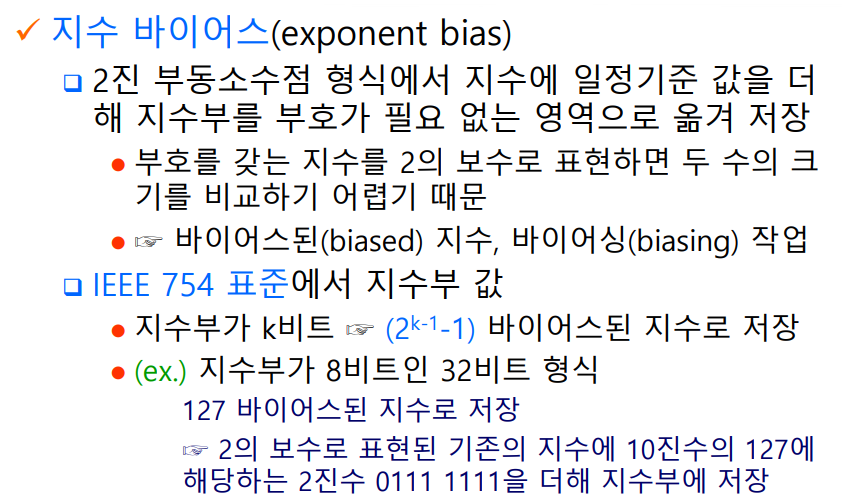 ✓ 지수 바이어스(exponent bias)
❑ 2진 부동소수점 형식에서 지수에 일정기준 값을 더
해 지수부를 부호가 필요 없는 영역으로 옮겨 저장
● 부호를 갖는 지수를 2의 보수로 표현하면 두 수의 크
기를 비교하기 어렵기 때문
● ☞ 바이어스된(biased) 지수, 바이어싱(biasing) 작업
❑ IEEE 754 표준에서 지수부 값
● 지수부가 k비트 ☞ (2ᵏ⁻¹-1) 바이어스된 지수로 저장
● (ex.) 지수부가 8비트인 32비트 형식
127 바이어스된 지수로 저장
☞ 2의 보수로 표현된 기존의 지수에 10진수의 127에
해당하는 2진수 0111 1111을 더해 지수부에 저장